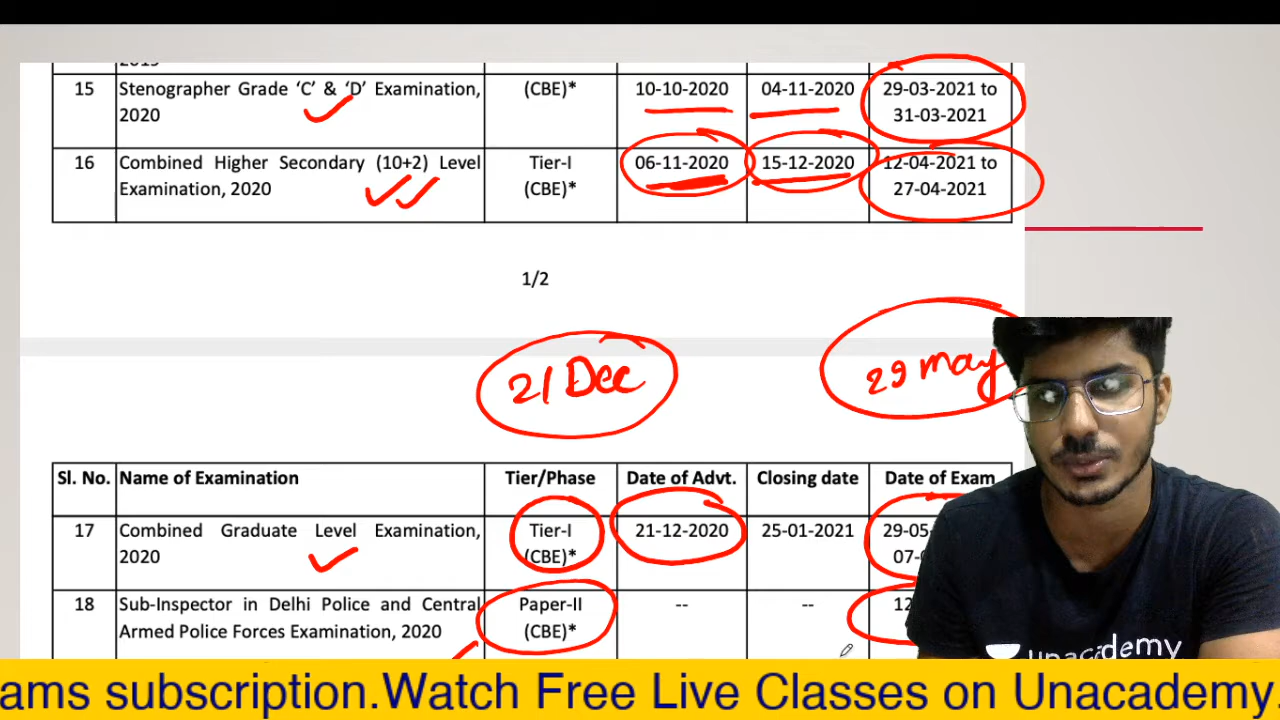 15 Stenographer Grade ‘C’ & ‘D’ Examination, 2020 (CBE)* 10-10-2020 04-11-2020 29-03-2021 to 31-03-2021
16 Combined Higher Secondary (10+2) Level Examination, 2020 Tier-I (CBE)* 06-11-2020 15-12-2020 12-04-2021 to 27-04-2021
1/2
21 Dec
29 may
Sl. No. Name of Examination Tier/Phase Date of Advt. Closing date Date of Exam
17 Combined Graduate Level Examination, 2020 Tier-I (CBE)* 21-12-2020 25-01-2021 29-05- 07-
18 Sub-Inspector in Delhi Police and Central Armed Police Forces Examination, 2020 Paper-II (CBE)* -- -- 12
unacademy
ams subscription.Watch Free Live Classes on Unacademy.